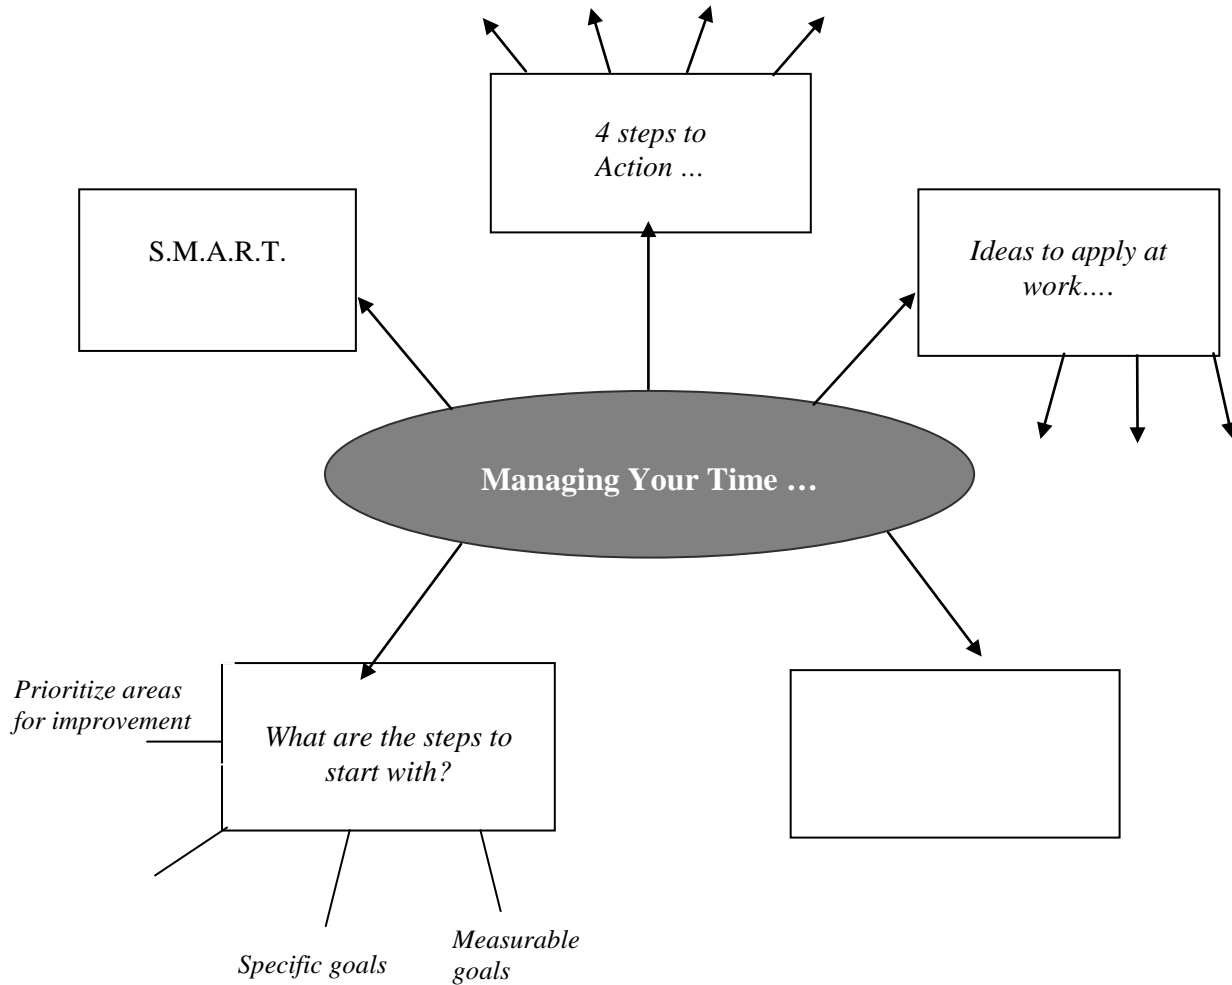 4 steps to
Action …
S.M.A.R.T.
Ideas to apply at
work….
Managing Your Time …
Prioritize areas
for improvement
What are the steps to
start with?
Specific goals
Measurable
goals